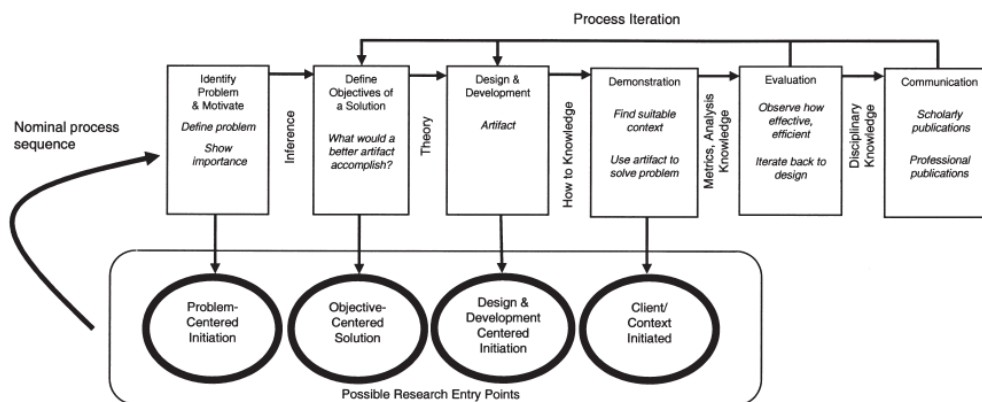 Process Iteration
Nominal process
sequence
Identify
Problem
& Motivate
Define problem
Show
importance
Inference
Define
Objectives of
a Solution
What would a
better artifact
accomplish?
Theory
Design &
Development
Artifact
How to Knowledge
Demonstration
Find suitable
context
Use artifact to
solve problem
Metrics, Analysis
Knowledge
Evaluation
Observe how
effective,
efficient
Iterate back to
design
Disciplinary
Knowledge
Communication
Scholarly
publications
Professional
publications
Problem-
Centered
Initiation
Objective-
Centered
Solution
Design &
Development
Centered
Initiation
Client/
Context
Initiated
Possible Research Entry Points